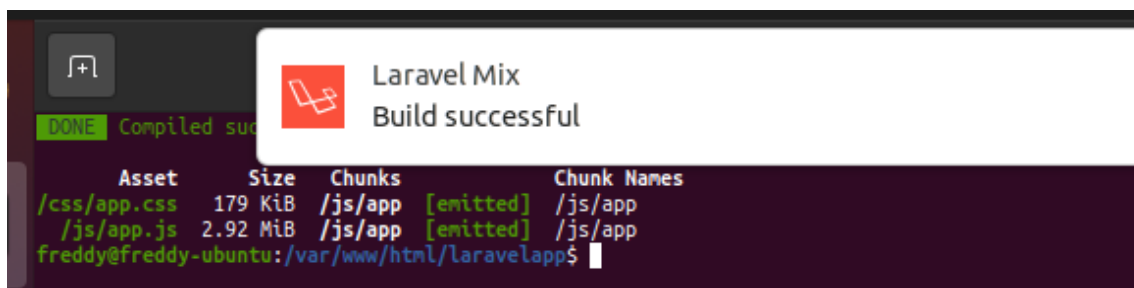 Laravel Mix
Build successful
DONE Compiled suc
Asset Size Chunks Chunk Names
/css/app.css 179 KiB /js/app [emitted] /js/app
/js/app.js 2.92 MiB /js/app [emitted] /js/app
freddy@freddy-ubuntu:/var/www/html/laravelapp$